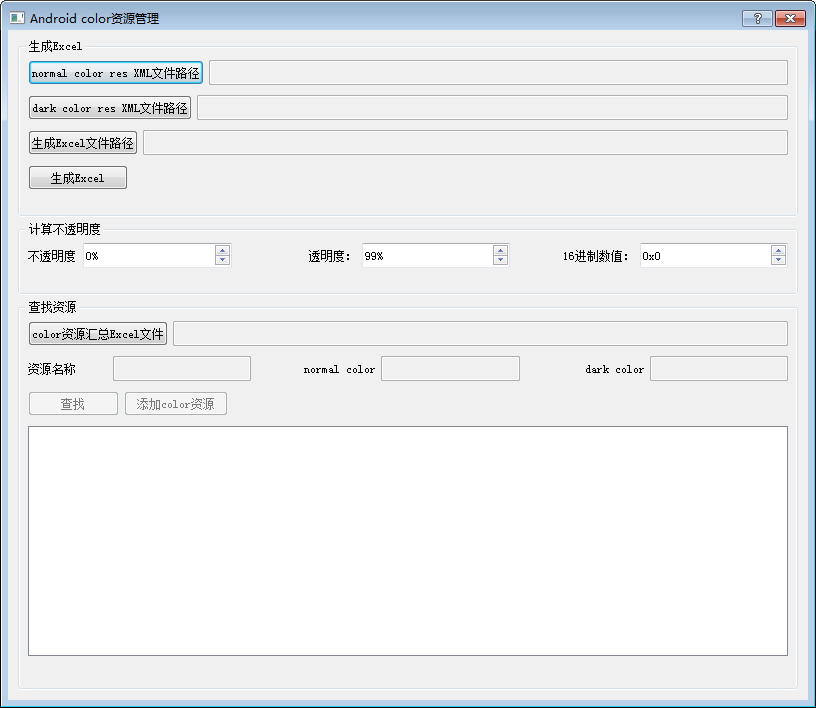 Android color资源管理
生成Excel
normal color res XML文件路径
dark color res XML文件路径
生成Excel文件路径
生成Excel
计算不透明度
不透明度 0% 透明度： 99% 16进制数值： 0x0
查找资源
color资源汇总Excel文件
资源名称 normal color dark color
查找 添加color资源